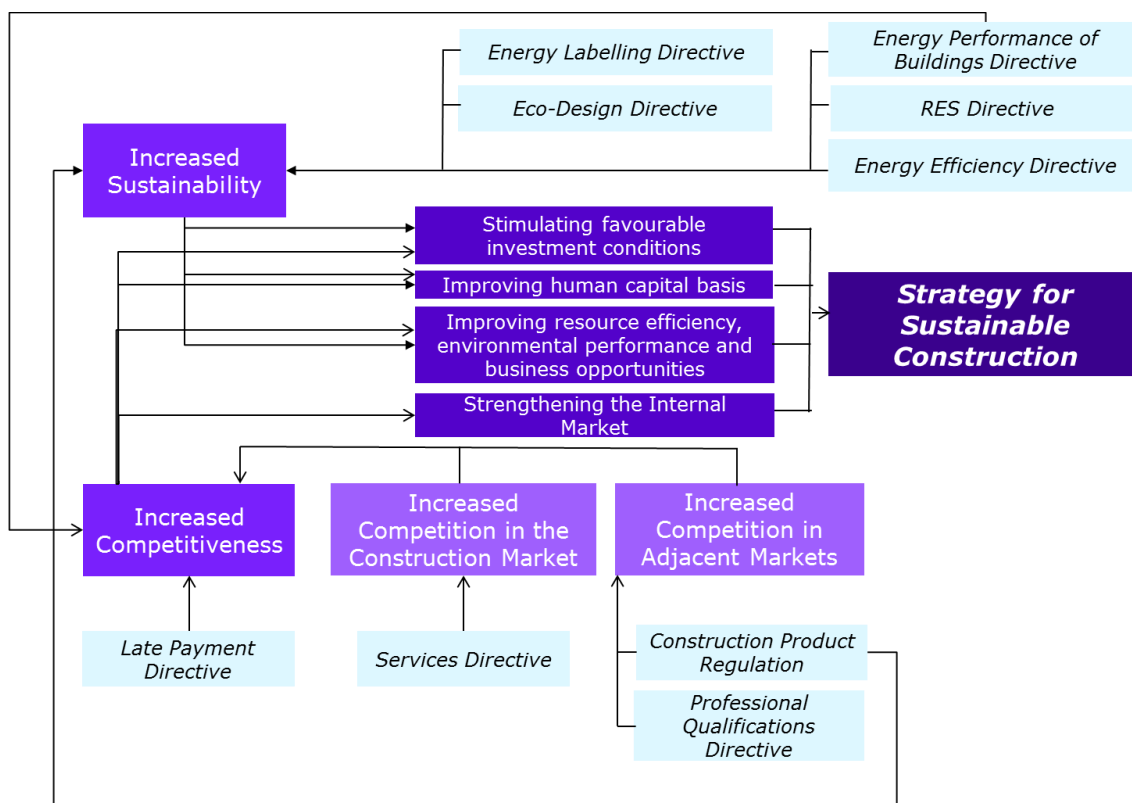 Energy Labelling Directive
Energy Performance of
Buildings Directive
Eco-Design Directive
RES Directive
Increased
Sustainability
Energy Efficiency Directive
Stimulating favourable
investment conditions
Improving human capital basis
Improving resource efficiency,
environmental performance and
business opportunities
Strengthening the Internal
Market
Strategy for
Sustainable
Construction
Increased
Competitiveness
Increased
Competition in the
Construction Market
Increased
Competition in
Adjacent Markets
Late Payment
Directive
Services Directive
Construction Product
Regulation
Professional
Qualifications
Directive